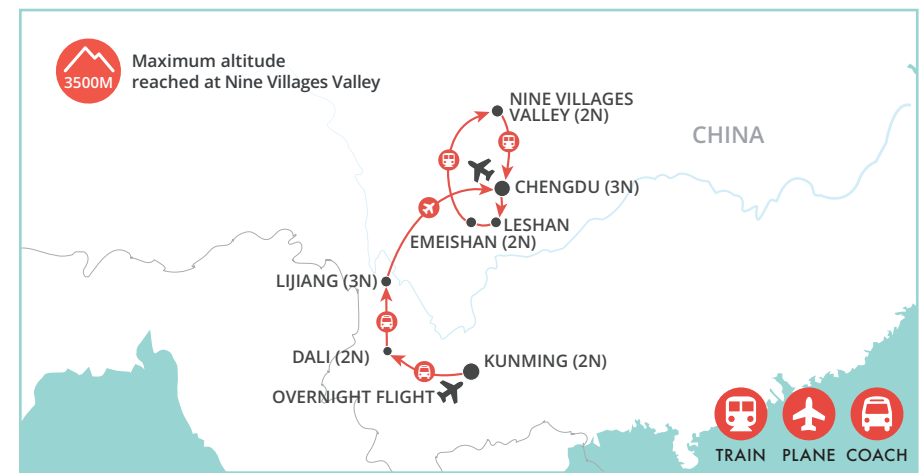 3500M
Maximum altitude
reached at Nine Villages Valley
NINE VILLAGES
VALLEY (2N)
CHINA
CHENGDU (3N)
LESHAN
EMEISHAN (2N)
LIJIANG (3N)
DALI (2N)
KUNMING (2N)
OVERNIGHT FLIGHT
TRAIN PLANE COACH